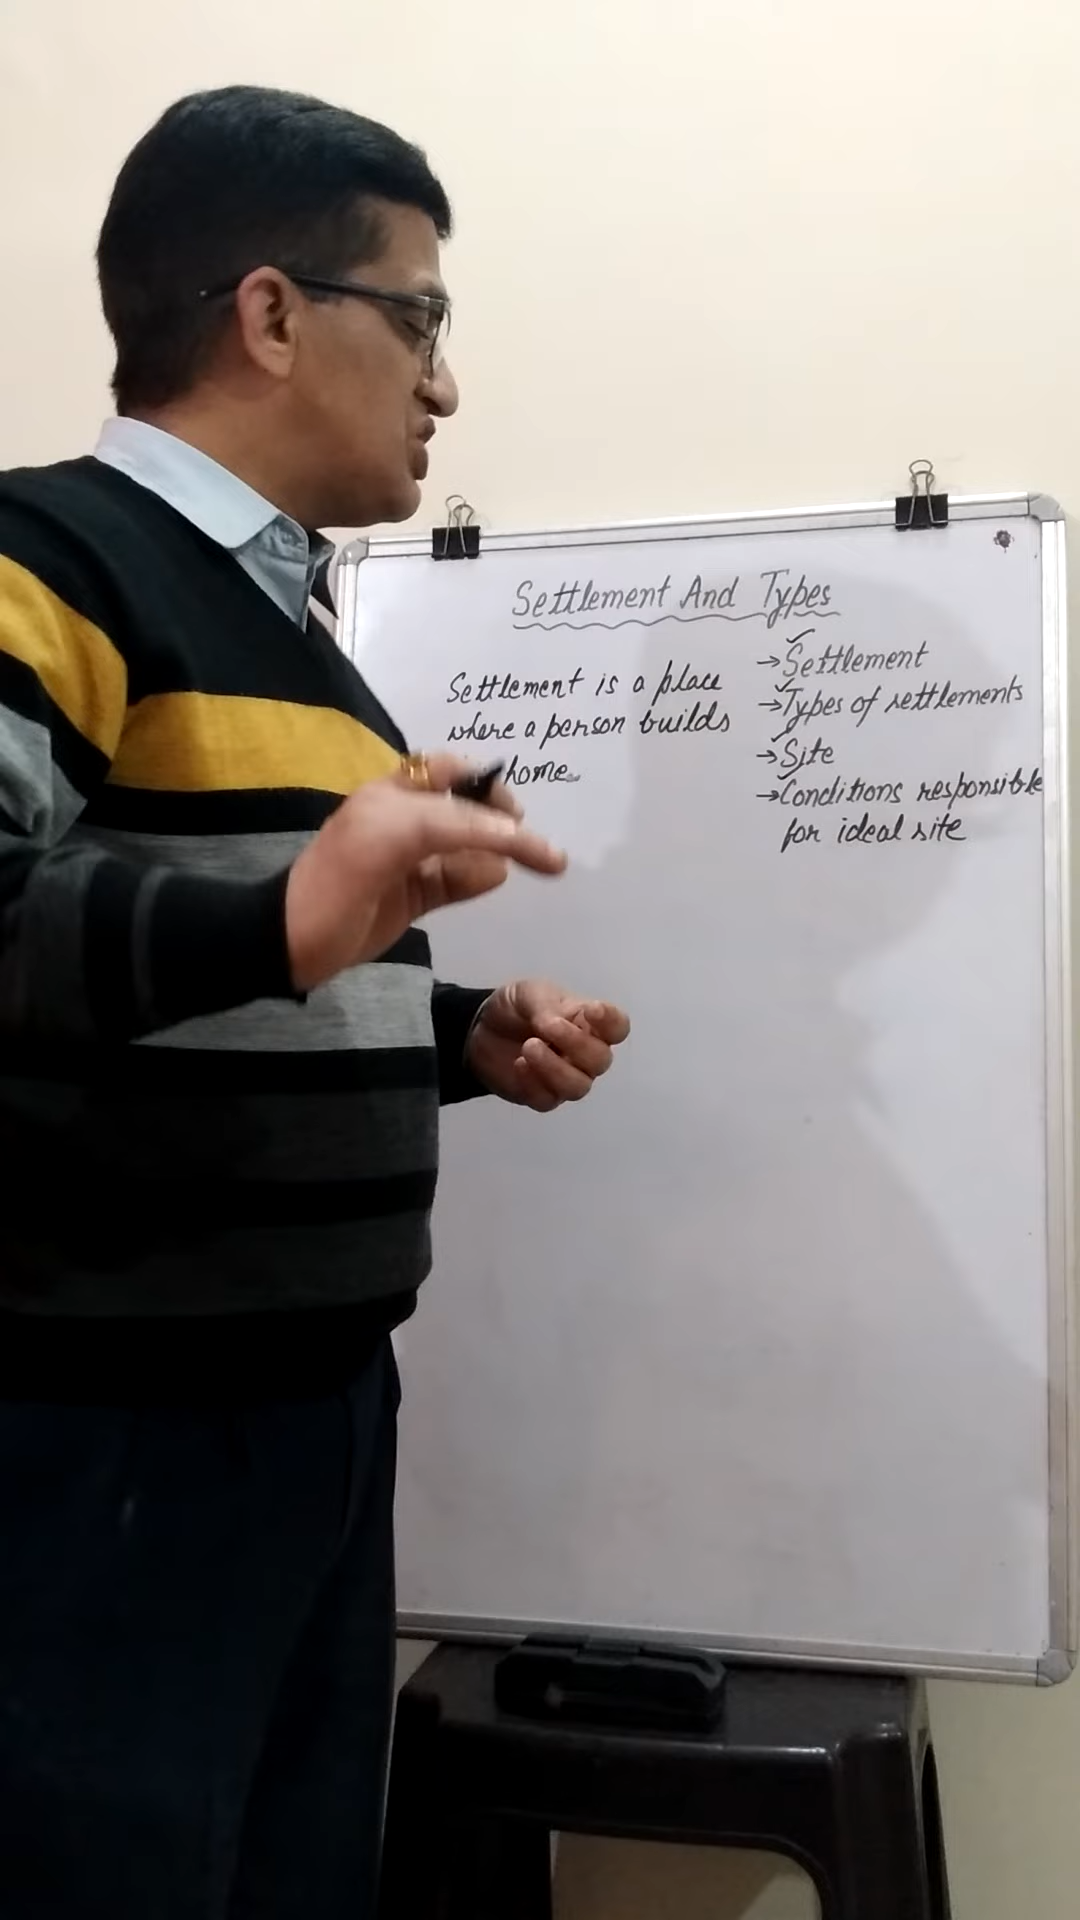 Settlement And Types
Settlement is a place
where a person builds
home.
→ Settlement
→ Types of settlements
→ Site
→ Conditions responsible
for ideal site